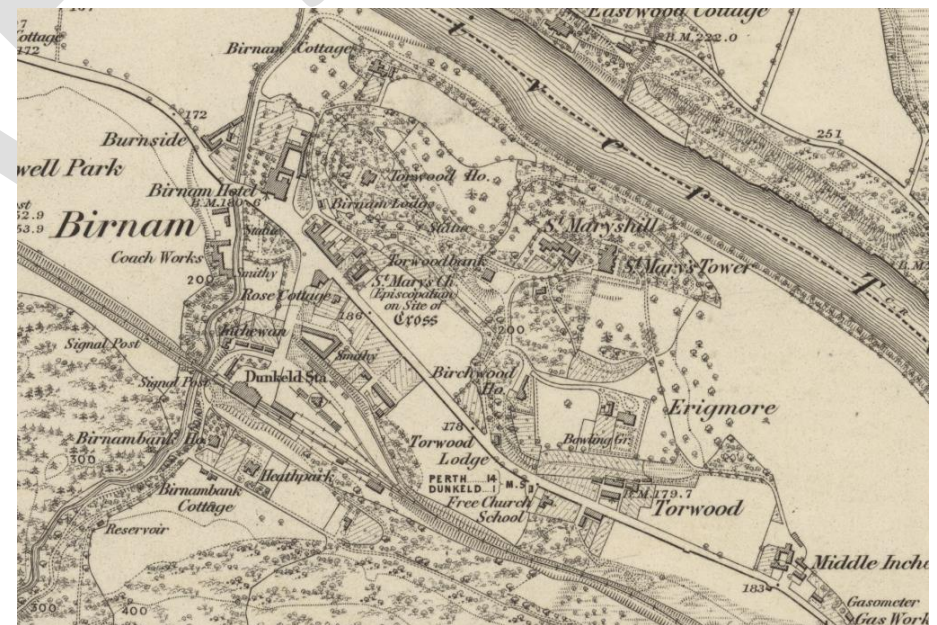 Eastwood Cottage
B.M.222.0
Birnam Cottage
172
172
251
Burnside
well Park
Torwood Ho.
Birnam Hotel
B.M.180.6
Birnam Lodge
Birnam
Statue
Statue
St. Maryshill
St. Mary's Tower
Coach Works
Torwoodbank
200
Smithy
St. Mary's Ch.
Episcopalian
on Site of
Cross
Rose Cottage
186
200
Inchewan
Signal Post
Smithy
Signal Post
Dunkeld Sta.
Birchwood
Ho.
Erigmore
178
Bowling Gr.
Birnambank Ho.
300
Torwood
Lodge
Heathpark
PERTH 14
DUNKELD 1
M.S.
B.M.179.7
Birnambank
Cottage
Free Church
School
Torwood
Reservoir
Middle Inch
183
300
400
Gasometer
Gas Work
T
C.R.